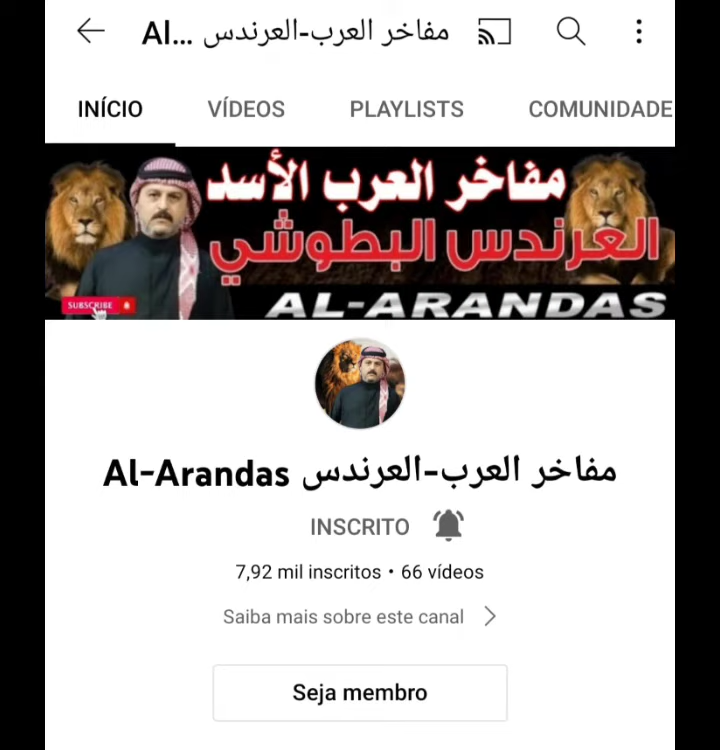 مفاخر العرب-العرندس Al...
INÍCIO VÍDEOS PLAYLISTS COMUNIDADE
مفاخر العرب الأسد
العرندس البطوشي
SUBSCRIBE
AL-ARANDAS
مفاخر العرب-العرندس Al-Arandas
INSCRITO
7,92 mil inscritos • 66 vídeos
Saiba mais sobre este canal
Seja membro